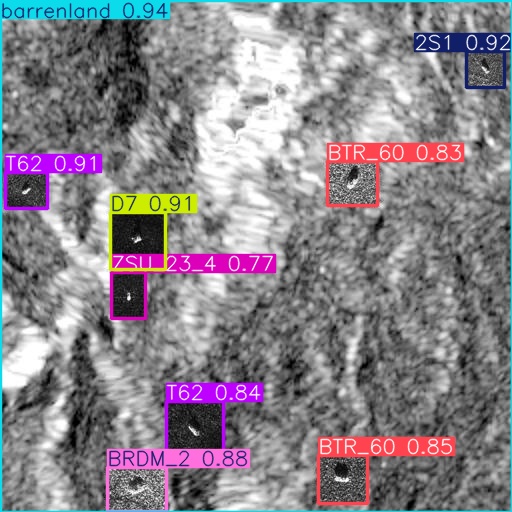 barrenland 0.94
2S1 0.92
BTR_60 0.83
T62 0.91
D7 0.91
ZSU_23_4 0.77
T62 0.84
BRDM_2 0.88
BTR_60 0.85